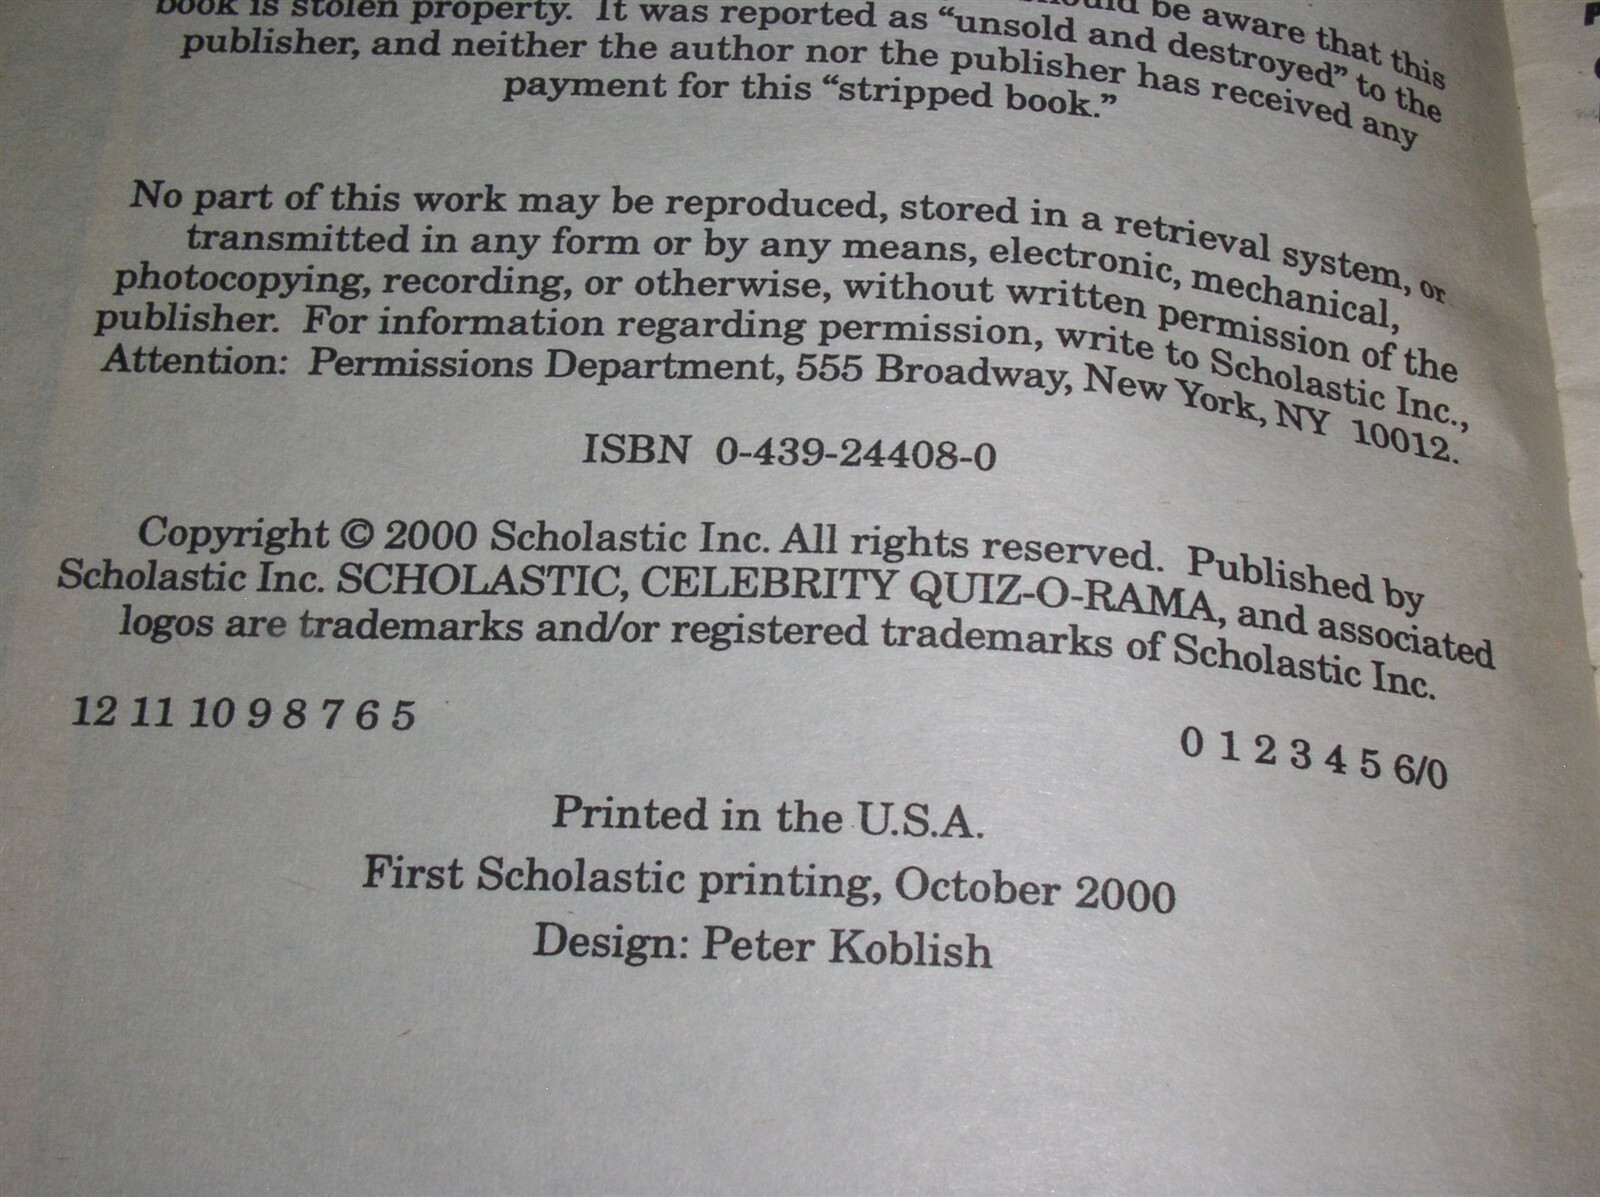 be aware that this
book is stolen property. It was reported as “unsold and destroyed” to the
publisher, and neither the author nor the publisher has received any
payment for this “stripped book.”
No part of this work may be reproduced, stored in a retrieval system, or
transmitted in any form or by any means, electronic, mechanical,
photocopying, recording, or otherwise, without written permission of the
publisher. For information regarding permission, write to Scholastic Inc.,
Attention: Permissions Department, 555 Broadway, New York, NY 10012.
ISBN 0-439-24408-0
Copyright © 2000 Scholastic Inc. All rights reserved. Published by
Scholastic Inc. SCHOLASTIC, CELEBRITY QUIZ-O-RAMA, and associated
logos are trademarks and/or registered trademarks of Scholastic Inc.
12 11 10 9 8 7 6 5 0 1 2 3 4 5 6/0
Printed in the U.S.A.
First Scholastic printing, October 2000
Design: Peter Koblish